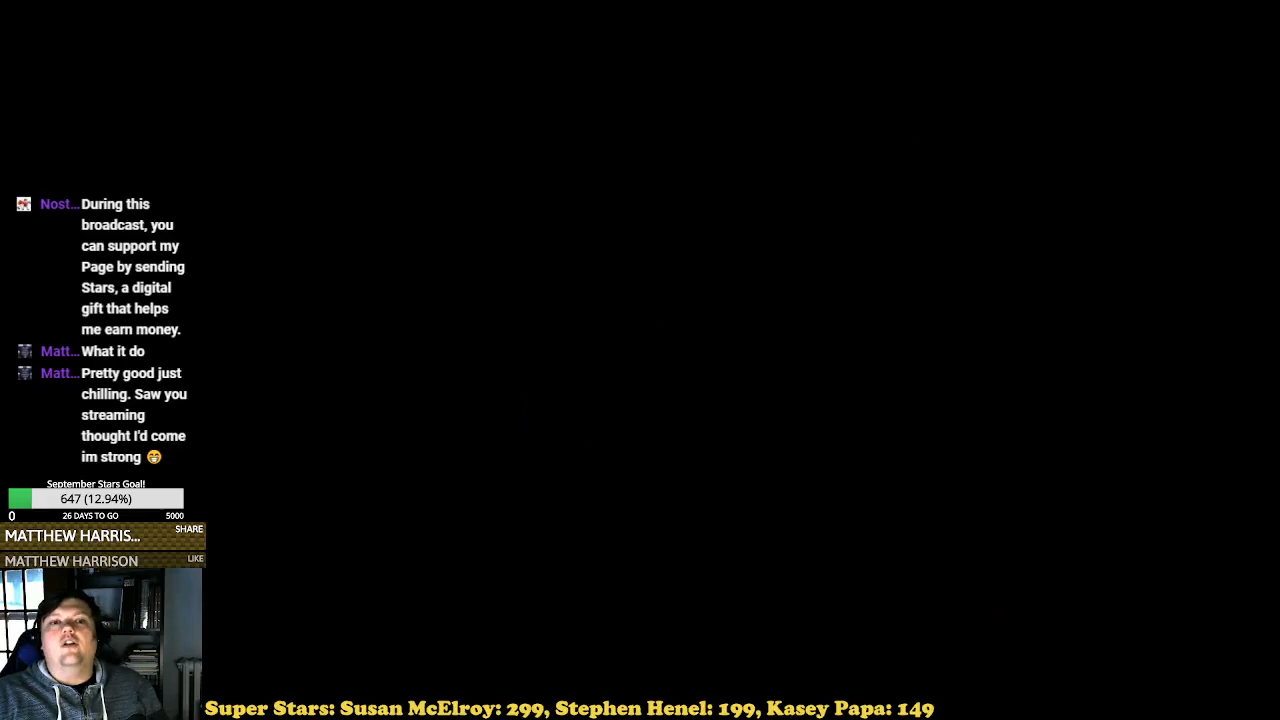 Nost... During this
broadcast, you
can support my
Page by sending
Stars, a digital
gift that helps
me earn money.
Matt... What it do
Matt... Pretty good just
chilling. Saw you
streaming
thought I'd come
im strong 😁
September Stars Goal!
647 (12.94%)
0 26 DAYS TO GO 5000
MATTHEW HARRIS... SHARE
MATTHEW HARRISON LIKE
Super Stars: Susan McElroy: 299, Stephen Henel: 199, Kasey Papa: 149